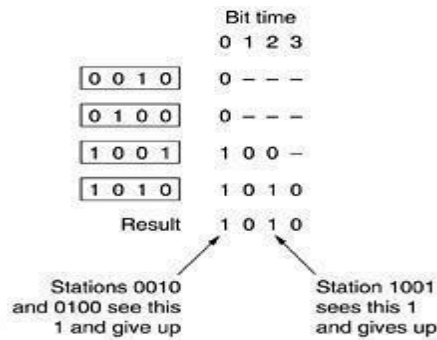 Bit time
0 1 2 3
0 0 1 0 0 – – –
0 1 0 0 0 – – –
1 0 0 1 1 0 0 –
1 0 1 0 1 0 1 0
Result 1 0 1 0
Stations 0010
and 0100 see this
1 and give up
Station 1001
sees this 1
and gives up